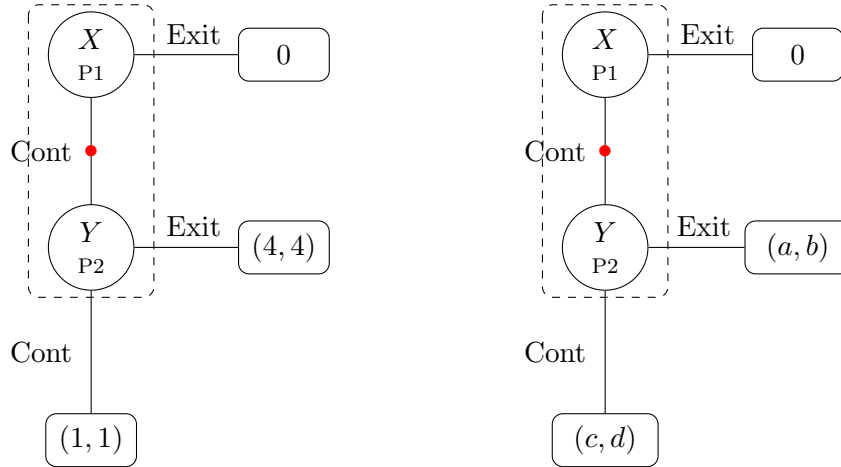 X
P1
Exit
0
Cont
Y
P2
Exit
(4, 4)
Cont
(1, 1)
X
P1
Exit
0
Cont
Y
P2
Exit
(a, b)
Cont
(c, d)